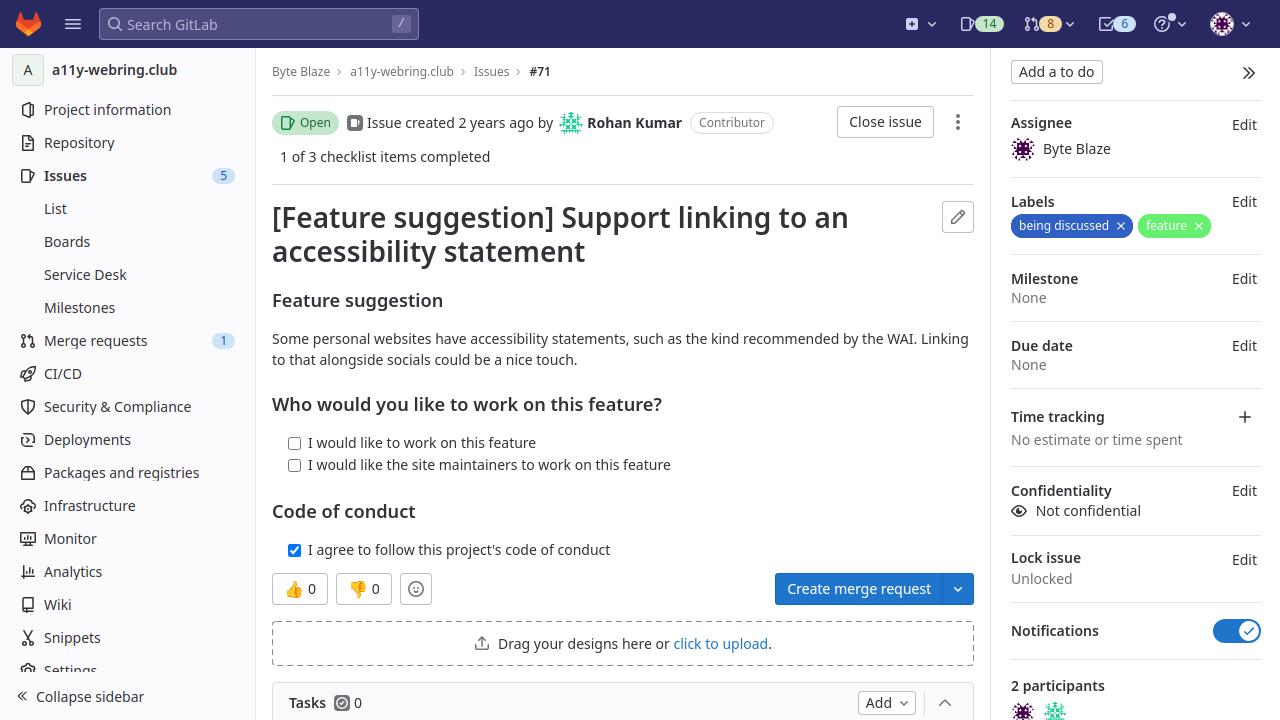 Search GitLab
/
14
8
6
A
a11y-webring.club
Project information
Repository
Issues
5
List
Boards
Service Desk
Milestones
Merge requests
1
CI/CD
Security & Compliance
Deployments
Packages and registries
Infrastructure
Monitor
Analytics
Wiki
Snippets
Settings
Collapse sidebar
Byte Blaze
a11y-webring.club
Issues
#71
Open
Issue created 2 years ago by
Rohan Kumar
Contributor
Close issue
1 of 3 checklist items completed
[Feature suggestion] Support linking to an
accessibility statement
Feature suggestion
Some personal websites have accessibility statements, such as the kind recommended by the WAI. Linking
to that alongside socials could be a nice touch.
Who would you like to work on this feature?
I would like to work on this feature
I would like the site maintainers to work on this feature
Code of conduct
I agree to follow this project's code of conduct
👍 0
👎 0
Create merge request
Drag your designs here or click to upload.
Tasks
0
Add
Add a to do
Assignee
Edit
Byte Blaze
Labels
Edit
being discussed
feature
Milestone
Edit
None
Due date
Edit
None
Time tracking
No estimate or time spent
Confidentiality
Edit
Not confidential
Lock issue
Edit
Unlocked
Notifications
2 participants